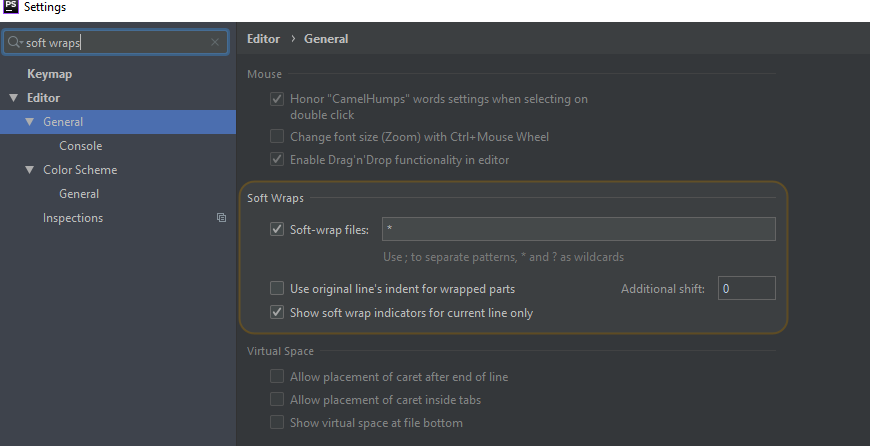 PS Settings
soft wraps
Keymap
Editor
General
Console
Color Scheme
General
Inspections
Editor › General
Mouse
Honor "CamelHumps" words settings when selecting on
double click
Change font size (Zoom) with Ctrl+Mouse Wheel
Enable Drag'n'Drop functionality in editor
Soft Wraps
Soft-wrap files: *
Use ; to separate patterns, * and ? as wildcards
Use original line's indent for wrapped parts Additional shift: 0
Show soft wrap indicators for current line only
Virtual Space
Allow placement of caret after end of line
Allow placement of caret inside tabs
Show virtual space at file bottom